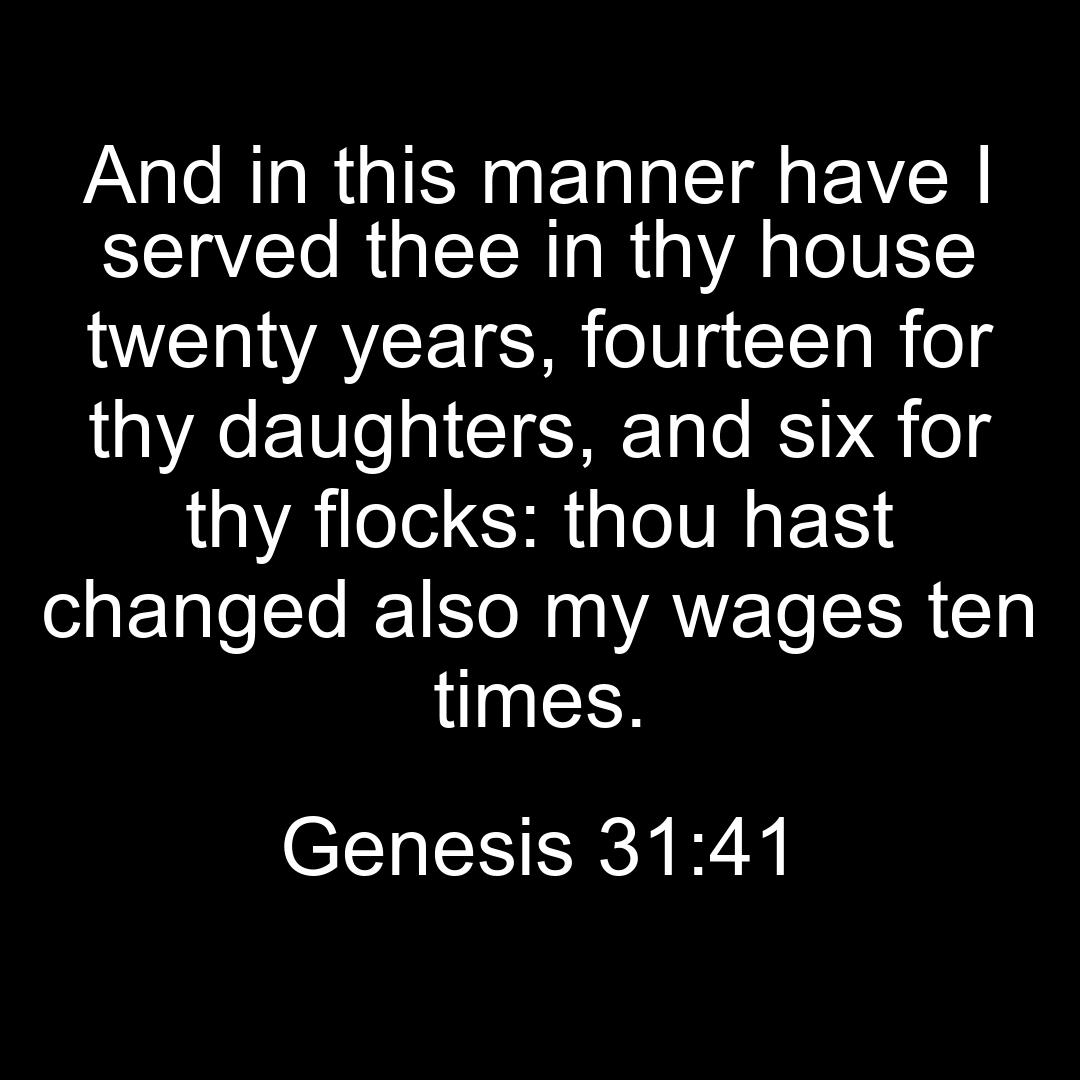 And in this manner have I
served thee in thy house
twenty years, fourteen for
thy daughters, and six for
thy flocks: thou hast
changed also my wages ten
times.
Genesis 31:41